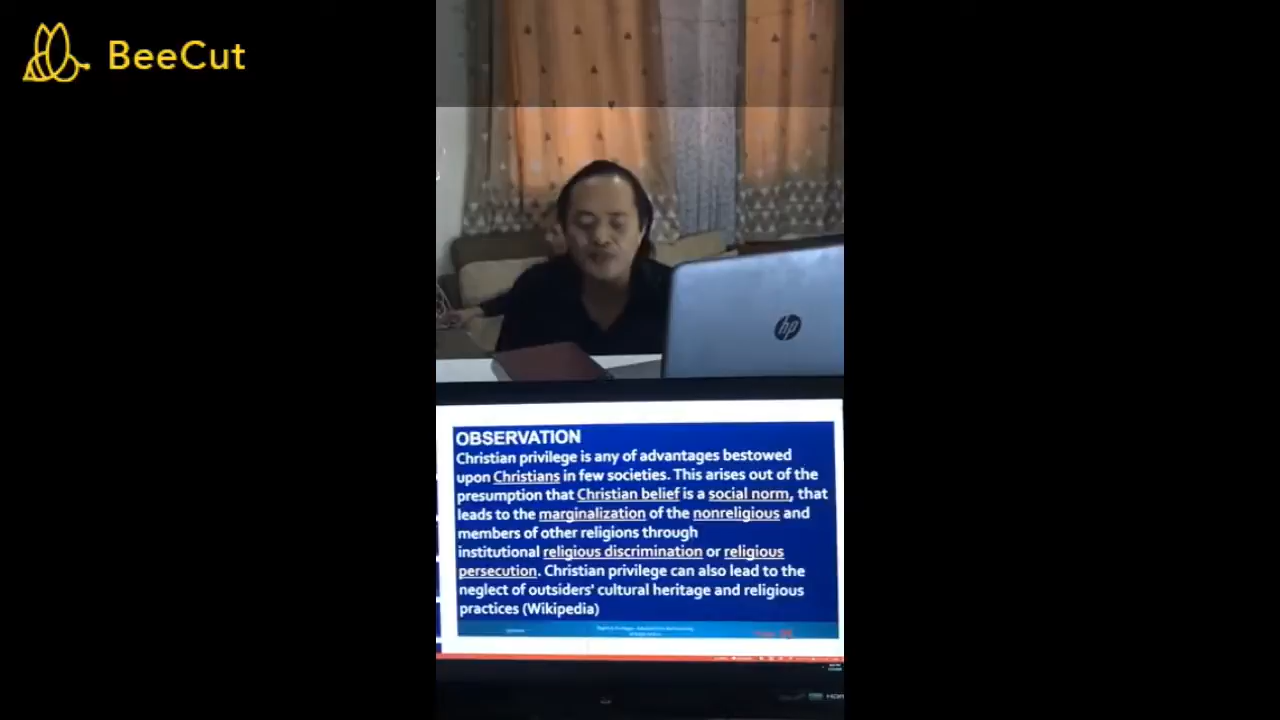 BeeCut
hp
OBSERVATION
Christian privilege is any of advantages bestowed
upon Christians in few societies. This arises out of the
presumption that Christian belief is a social norm, that
leads to the marginalization of the nonreligious and
members of other religions through
institutional religious discrimination or religious
persecution. Christian privilege can also lead to the
neglect of outsiders' cultural heritage and religious
practices (Wikipedia)